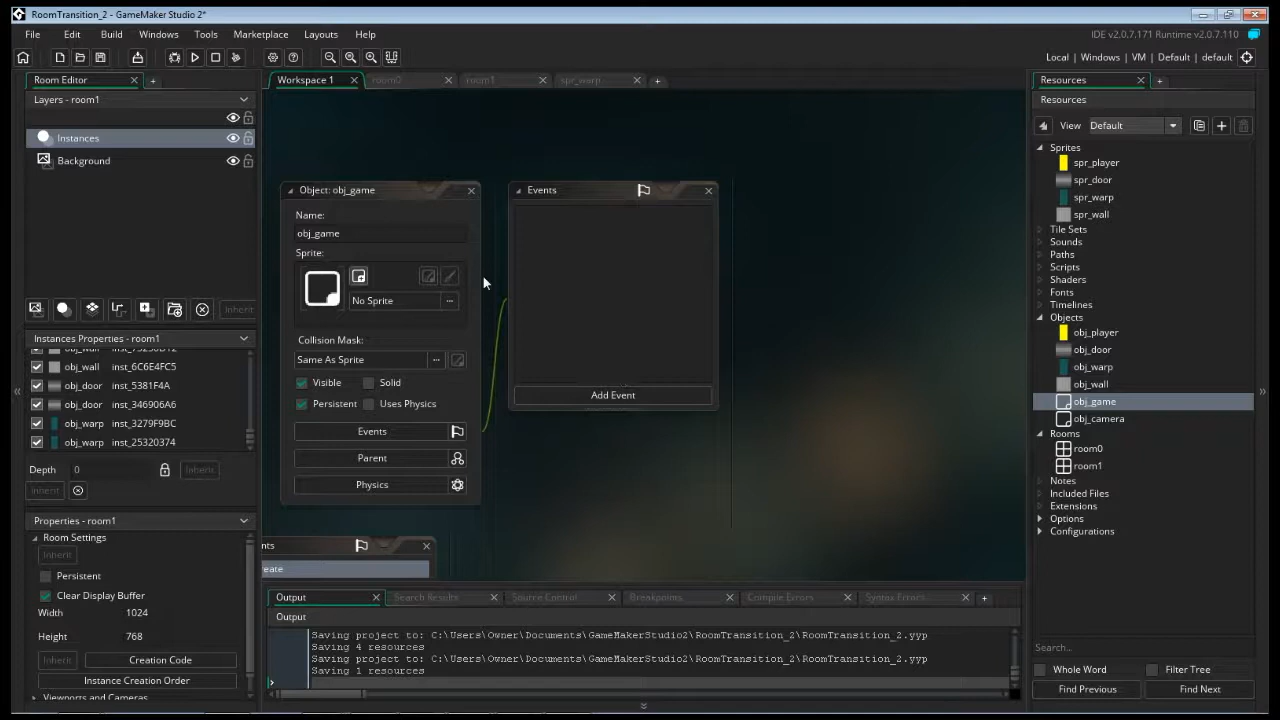 RoomTransition_2 - GameMaker Studio 2*
File Edit Build Windows Tools Marketplace Layouts Help
IDE v2.0.7.171 Runtime v2.0.7.110
Local | Windows | VM | Default | default
Room Editor
Workspace 1
room0
room1
spr_warp
Layers - room1
Instances
Background
Inherit
Instances Properties - room1
obj_wall inst_6C6E4FC5
obj_door inst_5381F4A
obj_door inst_346906A6
obj_warp inst_3279F9BC
obj_warp inst_25320374
Depth 0 Inherit
Inherit
Properties - room1
Room Settings
Inherit
Persistent
Clear Display Buffer
Width 1024
Height 768
Inherit Creation Code
Instance Creation Order
Viewports and Cameras
Object: obj_game
Name:
obj_game
Sprite:
No Sprite
Collision Mask:
Same As Sprite
Visible Solid
Persistent Uses Physics
Events
Parent
Physics
Events
Add Event
nts
eate
Output Search Results Source Control Breakpoints Compile Errors Syntax Errors
Output
Saving project to: C:\Users\Owner\Documents\GameMakerStudio2\RoomTransition_2\RoomTransition_2.yyp
Saving 4 resources
Saving project to: C:\Users\Owner\Documents\GameMakerStudio2\RoomTransition_2\RoomTransition_2.yyp
Saving 1 resources
Resources
Resources
View Default
Sprites
spr_player
spr_door
spr_warp
spr_wall
Tile Sets
Sounds
Paths
Scripts
Shaders
Fonts
Timelines
Objects
obj_player
obj_door
obj_warp
obj_wall
obj_game
obj_camera
Rooms
room0
room1
Notes
Included Files
Extensions
Options
Configurations
Search...
Whole Word Filter Tree
Find Previous Find Next